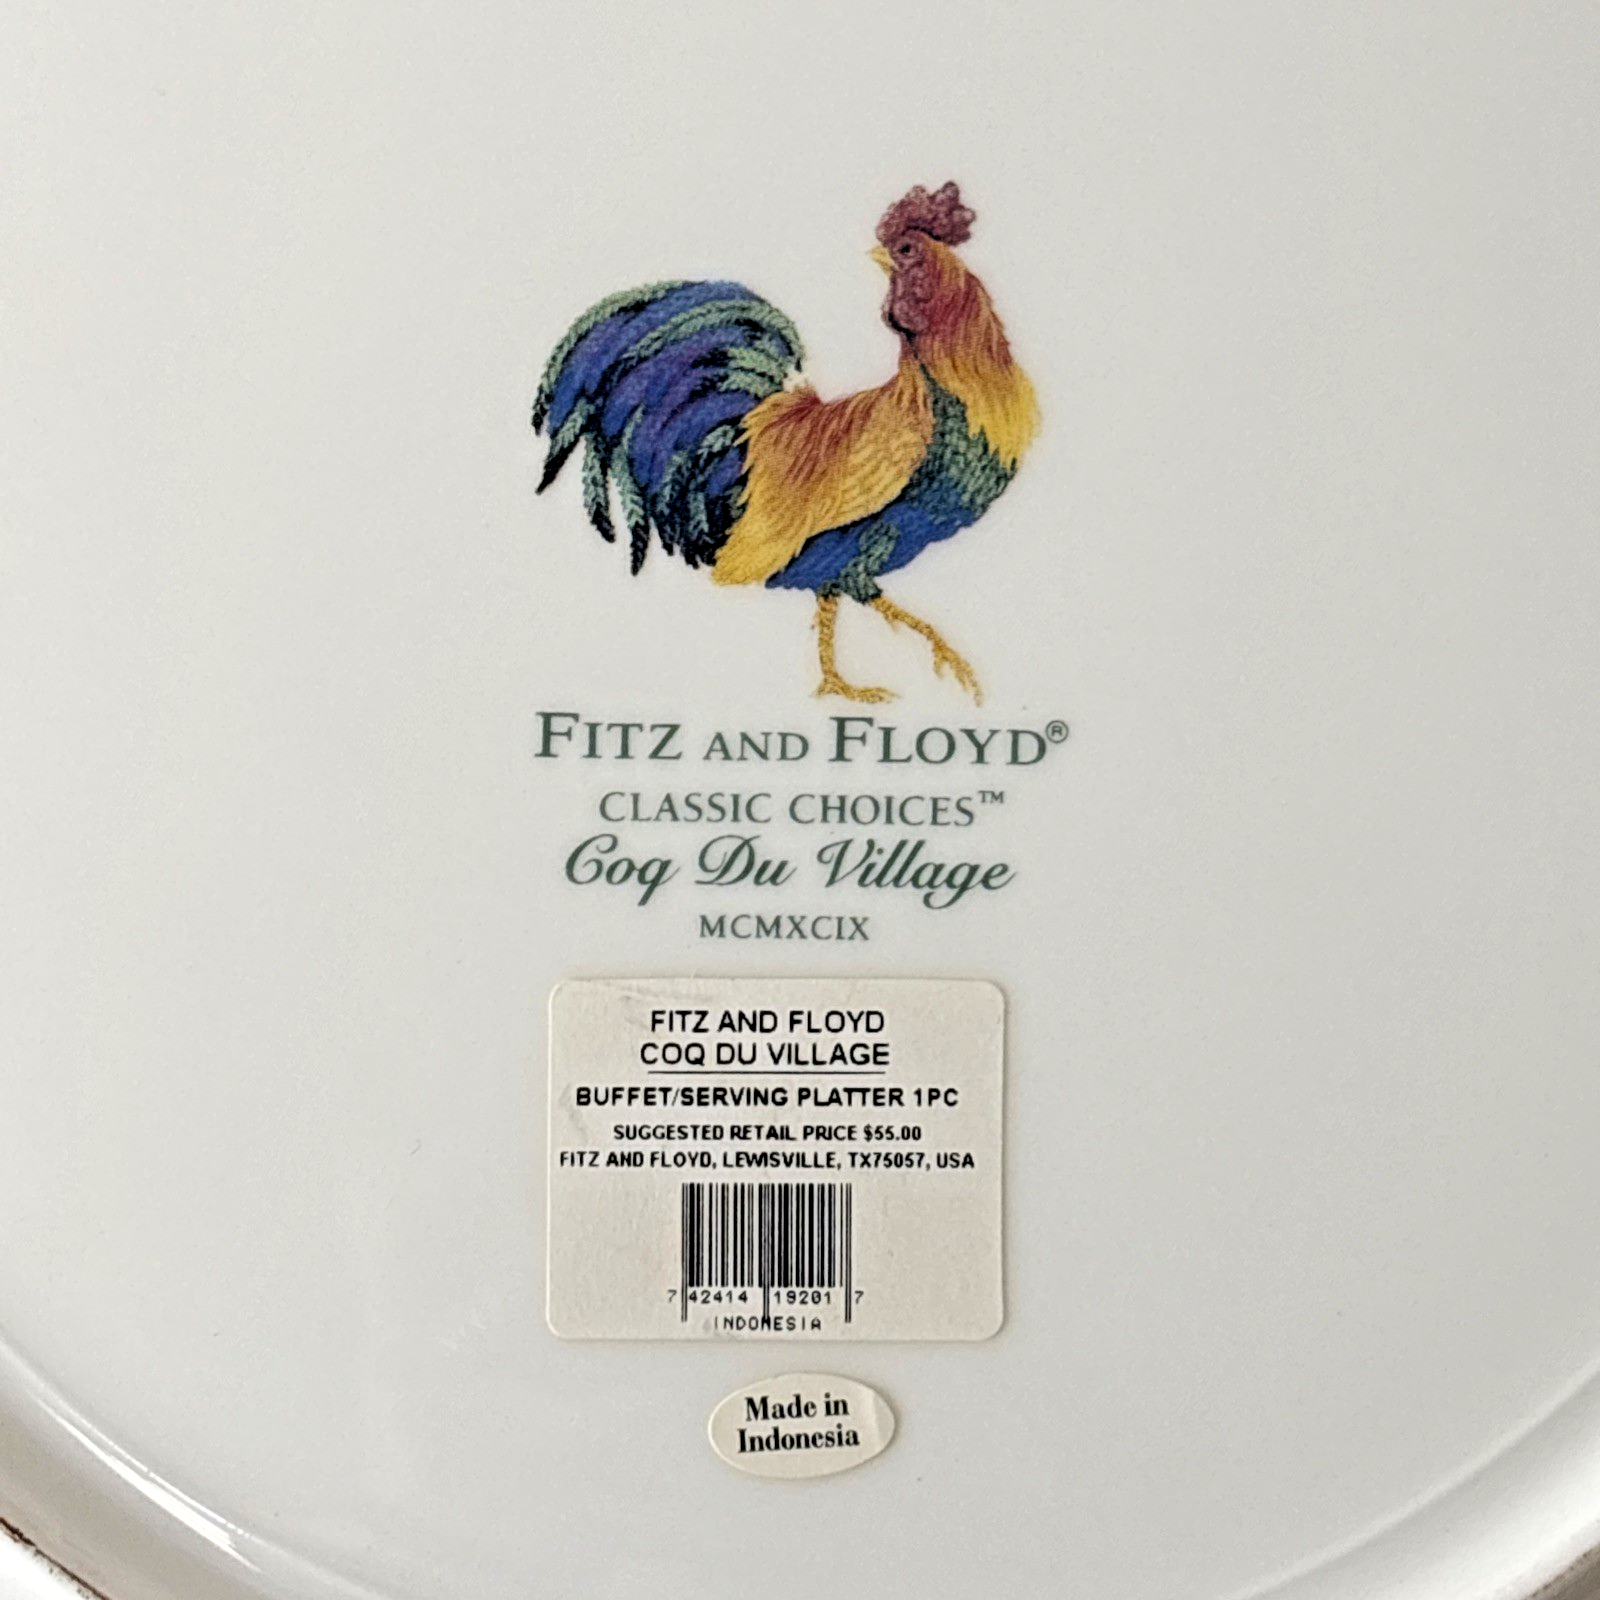 FITZ AND FLOYD®
CLASSIC CHOICES™
Coq Du Village
MCMXCIX
FITZ AND FLOYD
COQ DU VILLAGE
BUFFET/SERVING PLATTER 1PC
SUGGESTED RETAIL PRICE $55.00
FITZ AND FLOYD, LEWISVILLE, TX75057, USA
7 42414 19201 7
INDONESIA
Made in
Indonesia